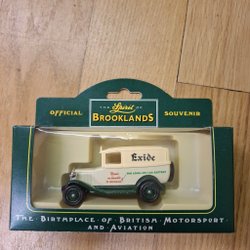 THE Spirit OF
BROOKLANDS
OFFICIAL SOUVENIR
Exide
THE BIRTHPLACE OF BRITISH MOTORSPORT
AND AVIATION